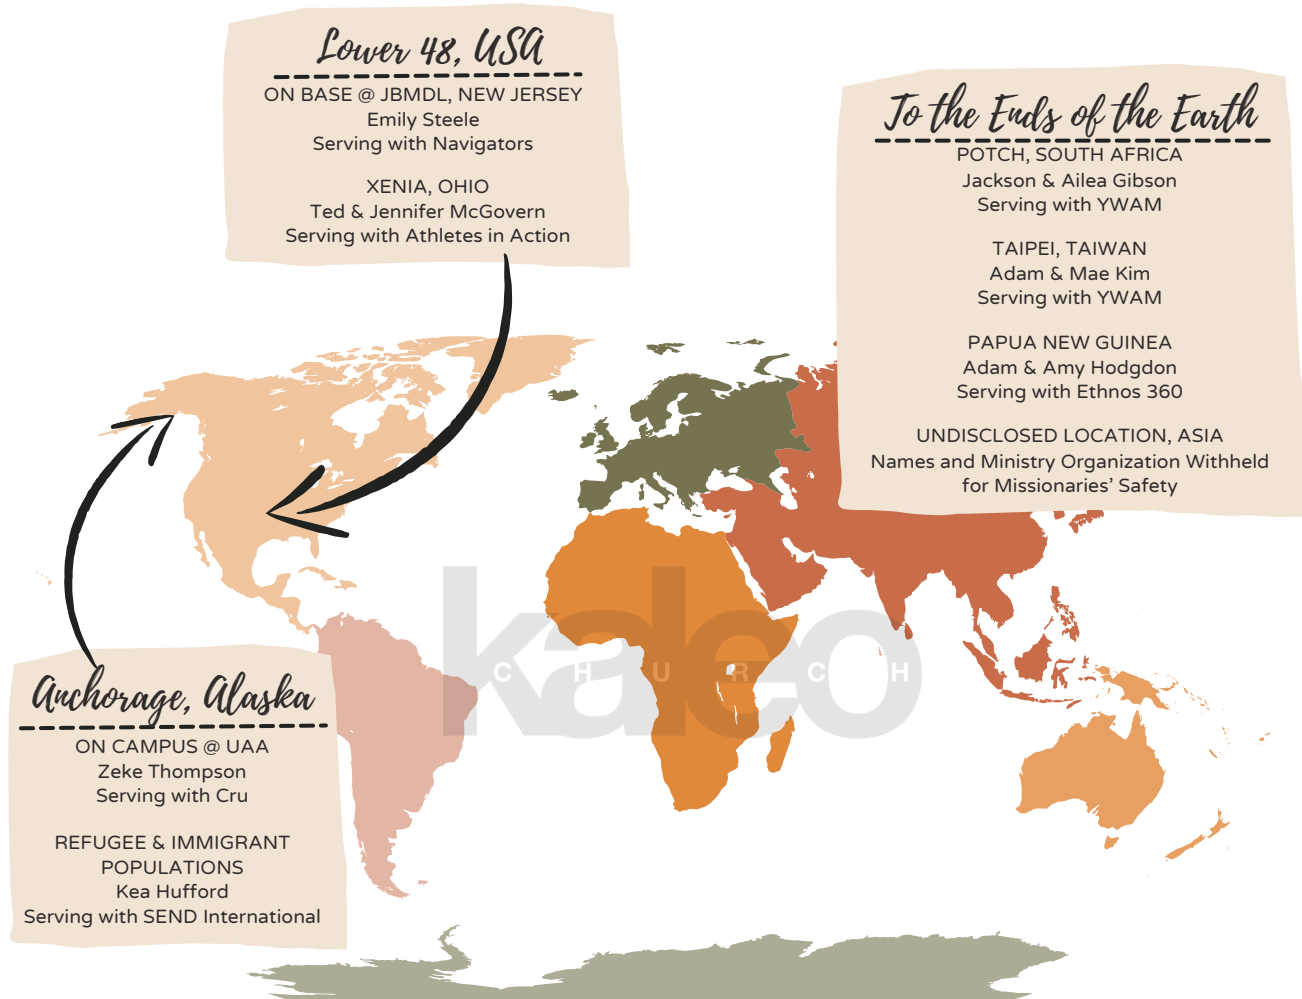 Lower 48, USA
ON BASE @ JBMDL, NEW JERSEY
Emily Steele
Serving with Navigators
XENIA, OHIO
Ted & Jennifer McGovern
Serving with Athletes in Action
To the Ends of the Earth
POTCH, SOUTH AFRICA
Jackson & Ailea Gibson
Serving with YWAM
TAIPEI, TAIWAN
Adam & Mae Kim
Serving with YWAM
PAPUA NEW GUINEA
Adam & Amy Hodgdon
Serving with Ethnos 360
UNDISCLOSED LOCATION, ASIA
Names and Ministry Organization Withheld
for Missionaries’ Safety
kaleo
CHURCH
Anchorage, Alaska
ON CAMPUS @ UAA
Zeke Thompson
Serving with Cru
REFUGEE & IMMIGRANT
POPULATIONS
Kea Hufford
Serving with SEND International